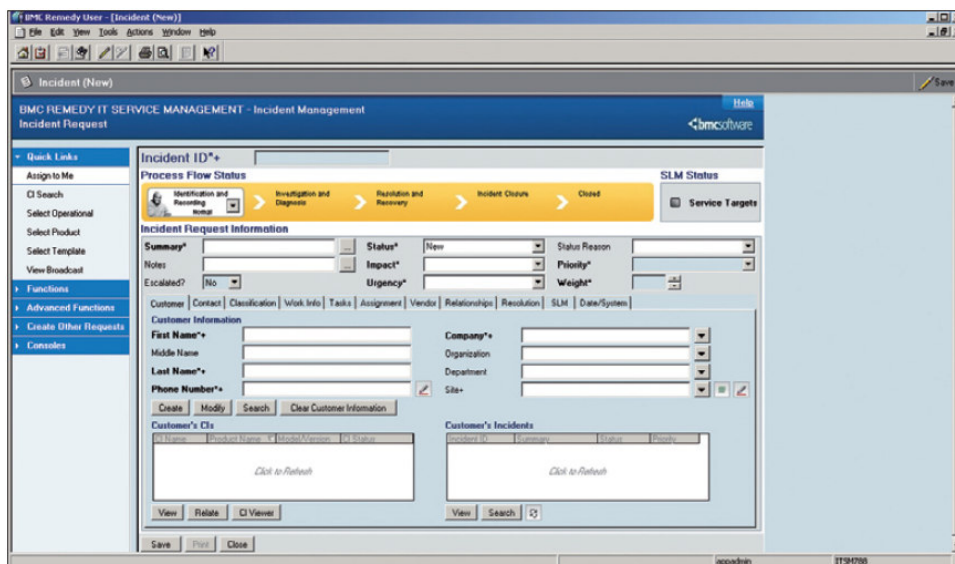 BMC Remedy User - [Incident (New)]
File Edit View Tools Actions Window Help
Incident (New)
Save
BMC REMEDY IT SERVICE MANAGEMENT - Incident Management
Help
Incident Request
bmcsoftware
Quick Links
Assign to Me
CI Search
Select Operational
Select Product
Select Template
View Broadcast
Functions
Advanced Functions
Create Other Requests
Consoles
Incident ID*+
Process Flow Status
SLM Status
Identification and Recording
Normal
Investigation and Diagnosis
Resolution and Recovery
Incident Closure
Closed
Service Targets
Incident Request Information
Summary* ... Status* New Status Reason
Notes ... Impact* Priority*
Escalated? No Urgency* Weight*
Customer Contact Classification Work Info Tasks Assignment Vendor Relationships Resolution SLM Date/System
Customer Information
First Name*+ Company*+
Middle Name Organization
Last Name*+ Department
Phone Number*+ Site+
Create Modify Search Clear Customer Information
Customer's CIs Customer's Incidents
CI Name Product Name Model/Version CI Status Incident ID Summary Status Priority
Click to Refresh Click to Refresh
View Relate CI Viewer View Search
Save Print Close
appadmin ITSM700